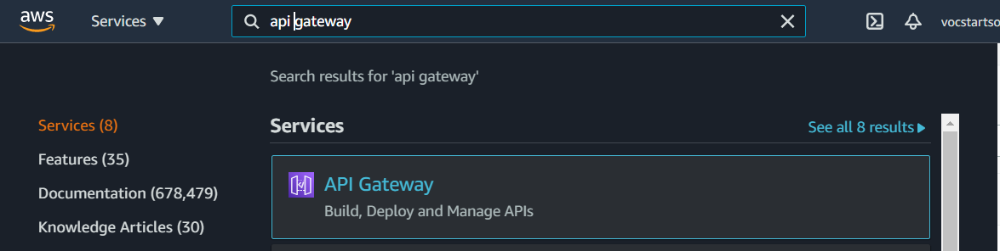 aws
Services ▼
api gateway
vocstartso
Search results for 'api gateway'
Services (8)
Features (35)
Documentation (678,479)
Knowledge Articles (30)
Services
See all 8 results ▶
API Gateway
Build, Deploy and Manage APIs